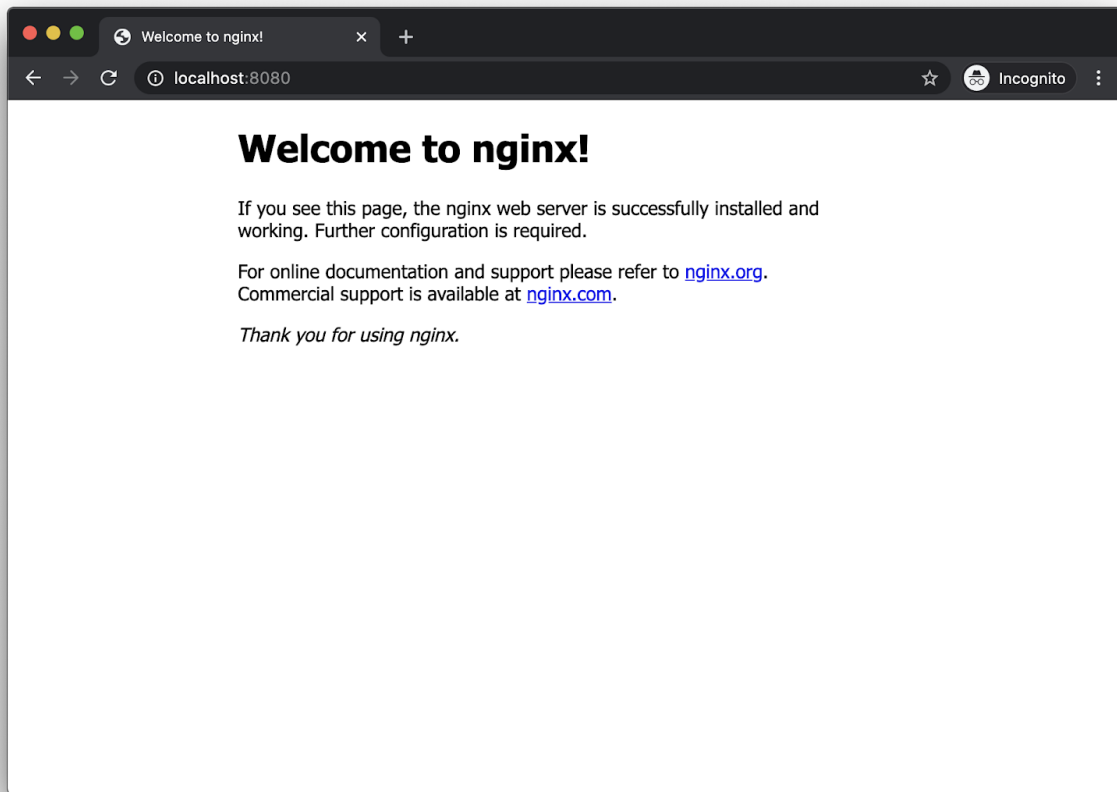 Welcome to nginx!
localhost:8080
Incognito
Welcome to nginx!
If you see this page, the nginx web server is successfully installed and
working. Further configuration is required.
For online documentation and support please refer to nginx.org.
Commercial support is available at nginx.com.
Thank you for using nginx.